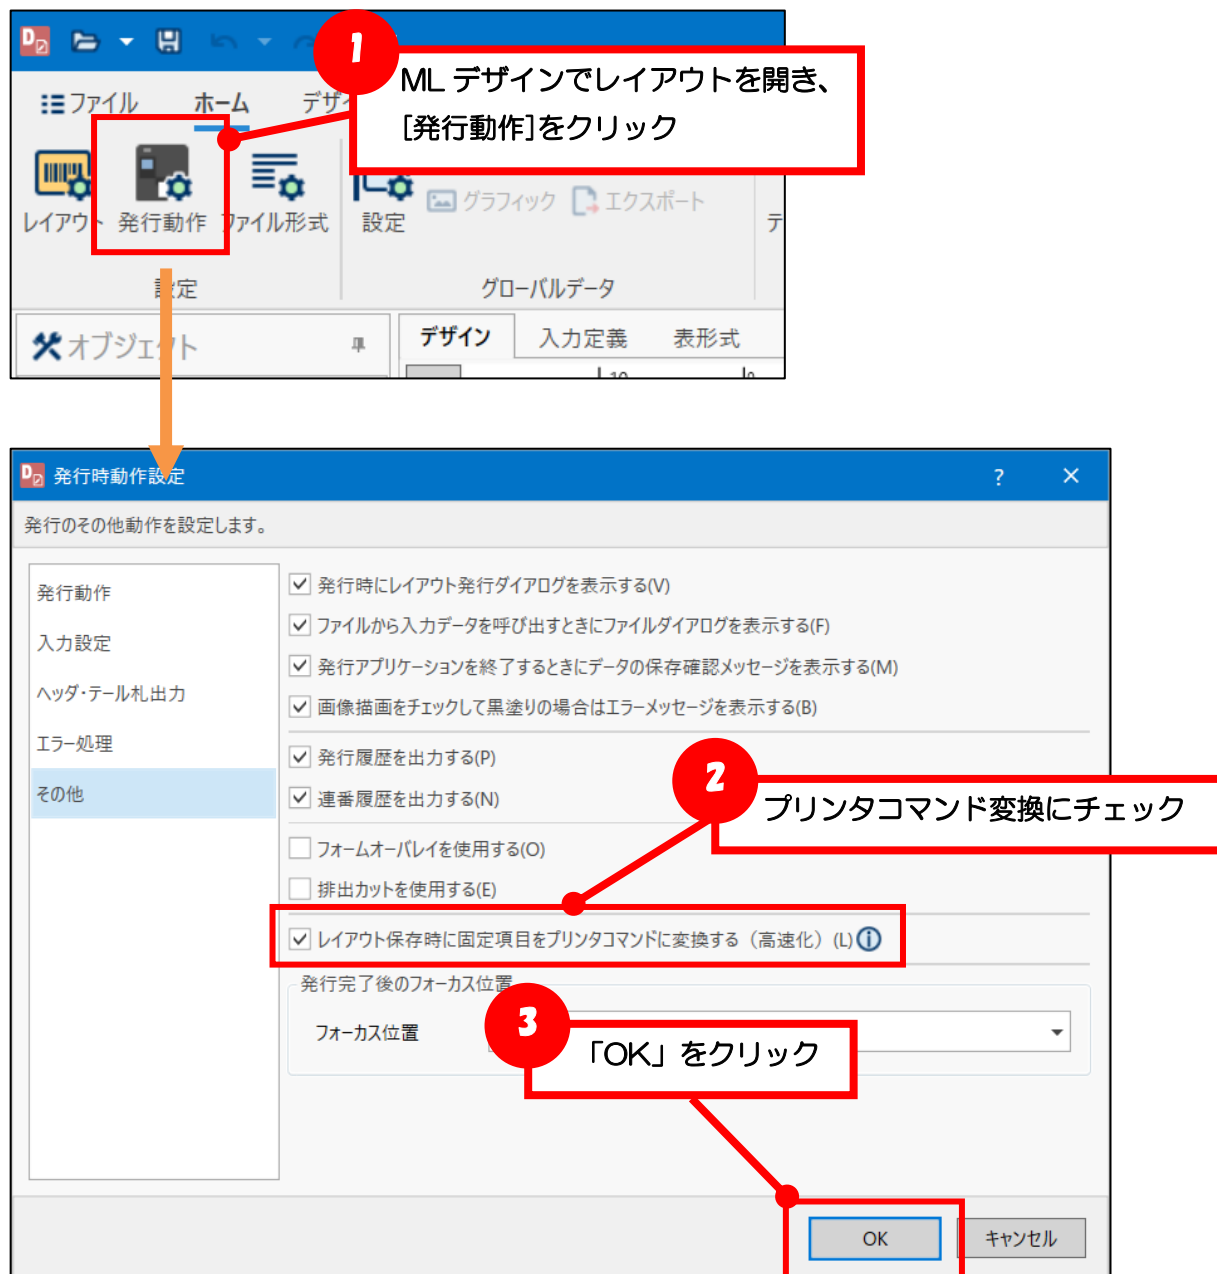 1
MLデザインでレイアウトを開き、
[発行動作]をクリック
ファイル ホーム
レイアウト 発行動作 ファイル形式 設定 グラフィック エクスポート
設定 グローバルデータ
オブジェクト デザイン 入力定義 表形式
発行時動作設定 ?
発行のその他動作を設定します。
発行動作
入力設定
ヘッダ・テール札出力
エラー処理
その他
発行時にレイアウト発行ダイアログを表示する(V)
ファイルから入力データを呼び出すときにファイルダイアログを表示する(F)
発行アプリケーションを終了するときにデータの保存確認メッセージを表示する(M)
画像描画をチェックして黒塗りの場合はエラーメッセージを表示する(B)
発行履歴を出力する(P)
連番履歴を出力する(N)
2
プリンタコマンド変換にチェック
フォームオーバレイを使用する(O)
排出カットを使用する(E)
レイアウト保存時に固定項目をプリンタコマンドに変換する（高速化）(L)
発行完了後のフォーカス位置
フォーカス位置
3
「OK」をクリック
OK キャンセル